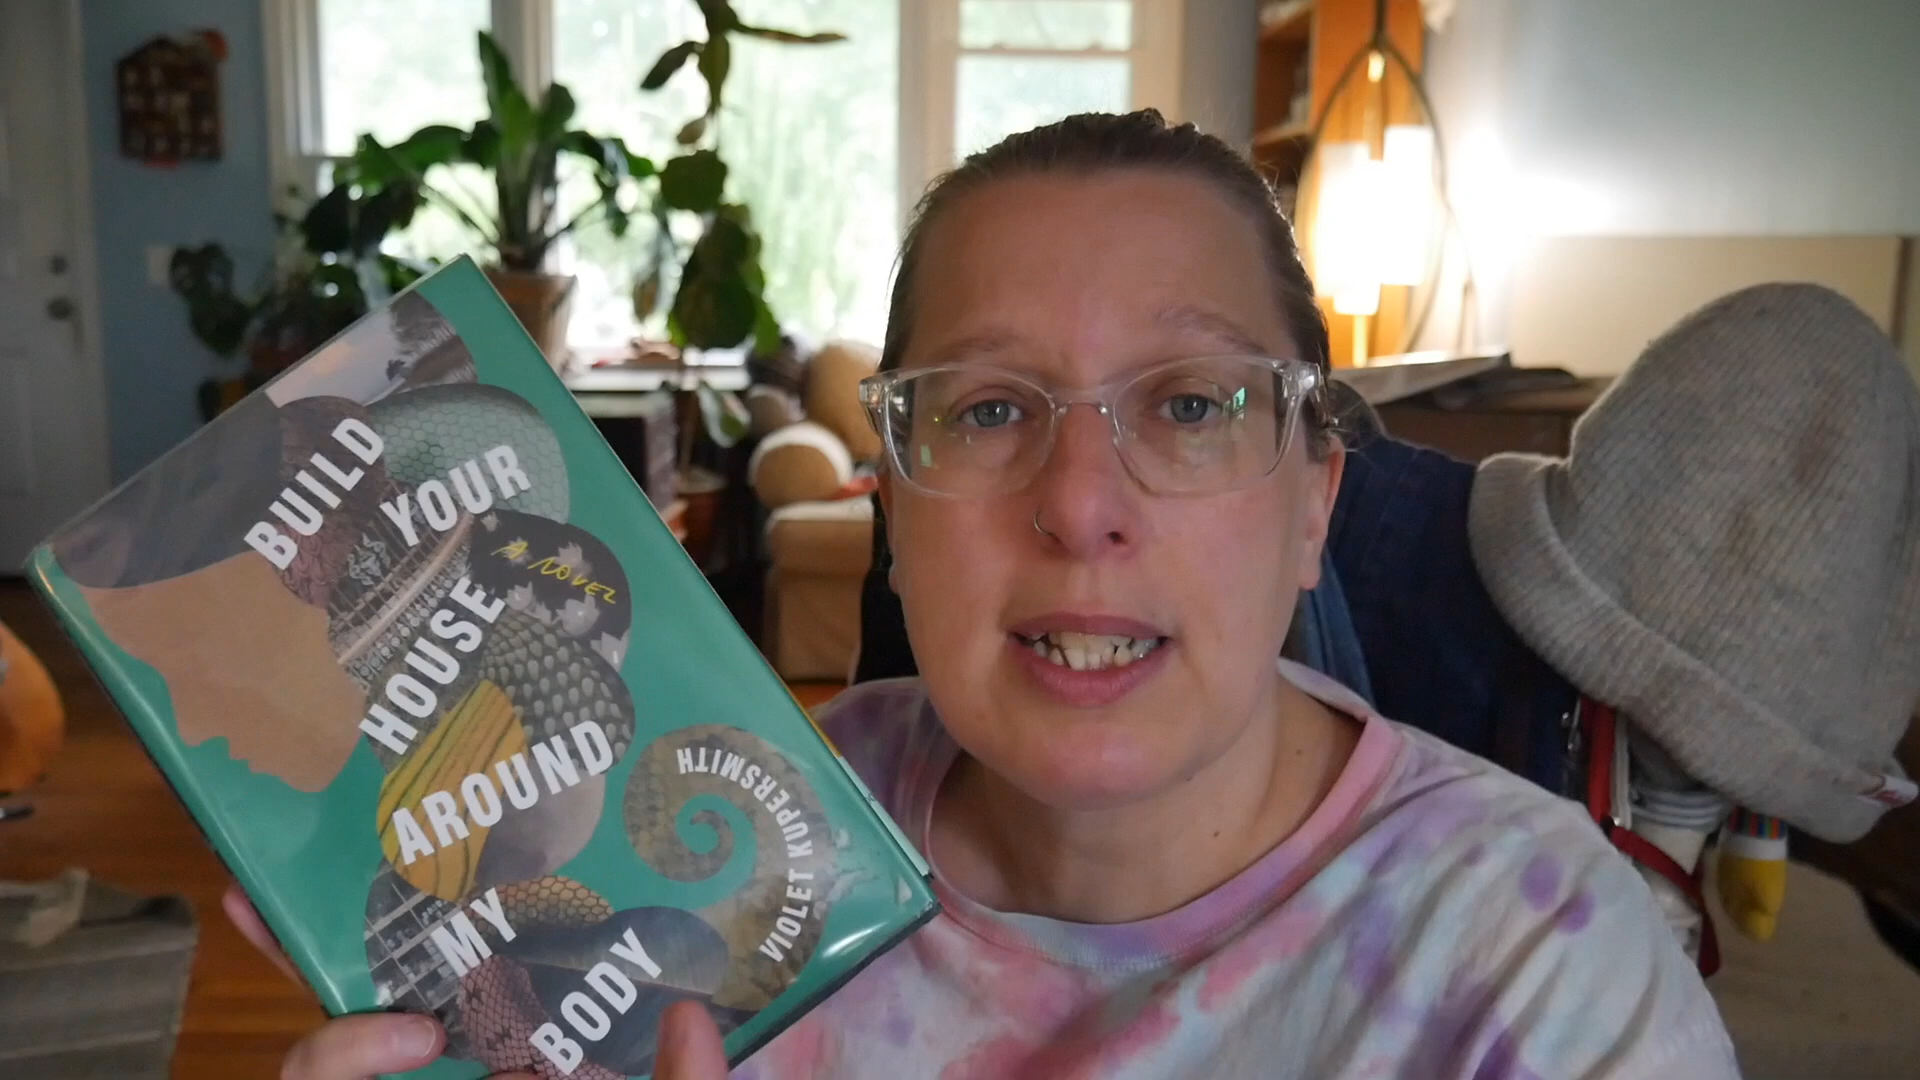 BUILD
YOUR
A NOVEL
HOUSE
AROUND
MY
BODY
VIOLET KUPERSMITH